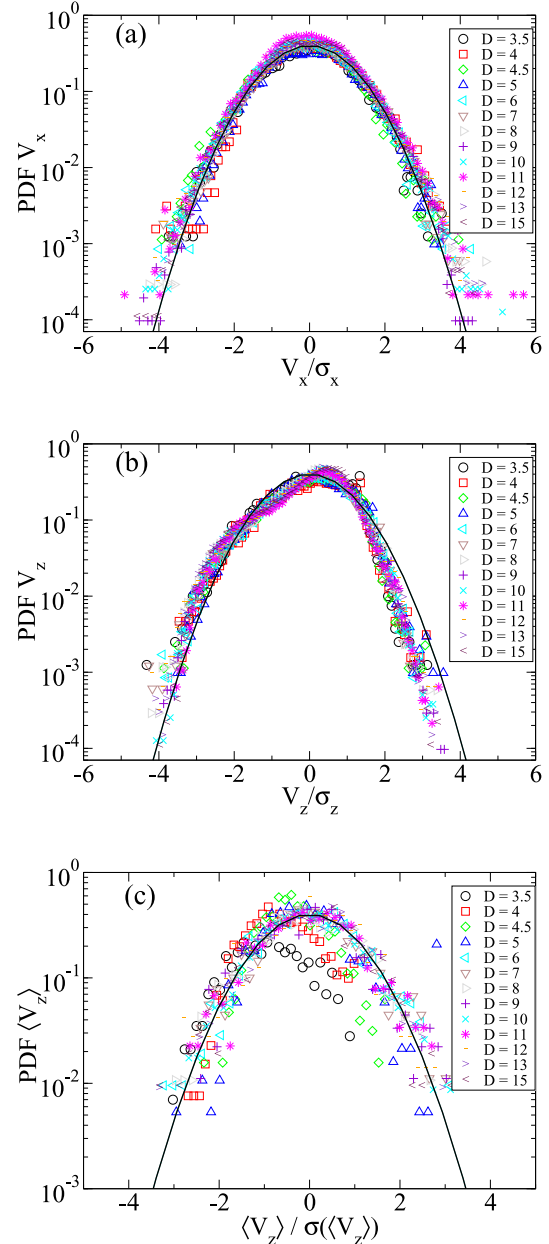 (a)
10^0
10^-1
10^-2
10^-3
10^-4
PDF V_x
D = 3.5
D = 4
D = 4.5
D = 5
D = 6
D = 7
D = 8
D = 9
D = 10
D = 11
D = 12
D = 13
D = 15
-6 -4 -2 0 2 4 6
V_x/σ_x
(b)
10^0
10^-1
10^-2
10^-3
10^-4
PDF V_z
D = 3.5
D = 4
D = 4.5
D = 5
D = 6
D = 7
D = 8
D = 9
D = 10
D = 11
D = 12
D = 13
D = 15
-6 -4 -2 0 2 4 6
V_z/σ_z
(c)
10^0
10^-1
10^-2
10^-3
PDF ⟨V_z⟩
D = 3.5
D = 4
D = 4.5
D = 5
D = 6
D = 7
D = 8
D = 9
D = 10
D = 11
D = 12
D = 13
D = 15
-4 -2 0 2 4
⟨V_z⟩ / σ(⟨V_z⟩)